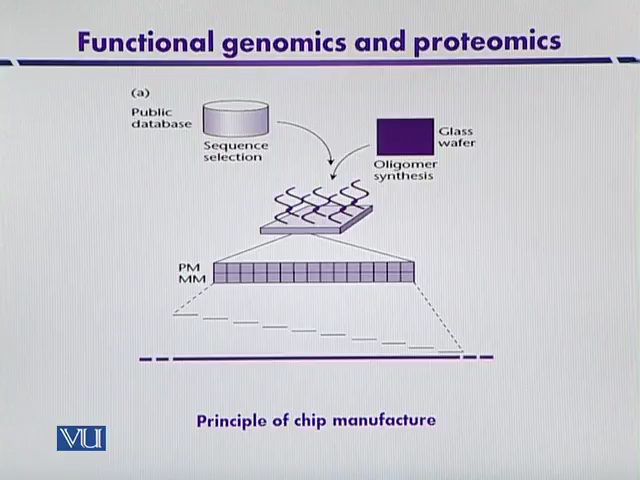 Functional genomics and proteomics
(a)
Public
database
Sequence
selection
Glass
wafer
Oligomer
synthesis
PM
MM
Principle of chip manufacture
VU